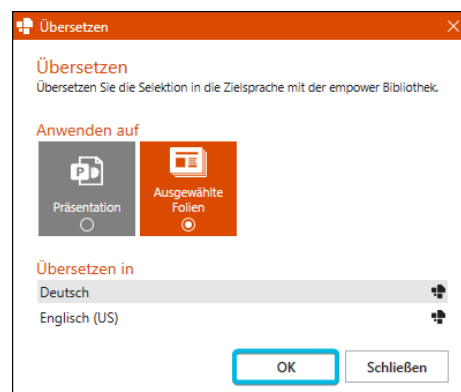 Übersetzen
Übersetzen
Übersetzen Sie die Selektion in die Zielsprache mit der empower Bibliothek.
Anwenden auf
Präsentation
Ausgewählte
Folien
Übersetzen in
Deutsch
Englisch (US)
OK
Schließen